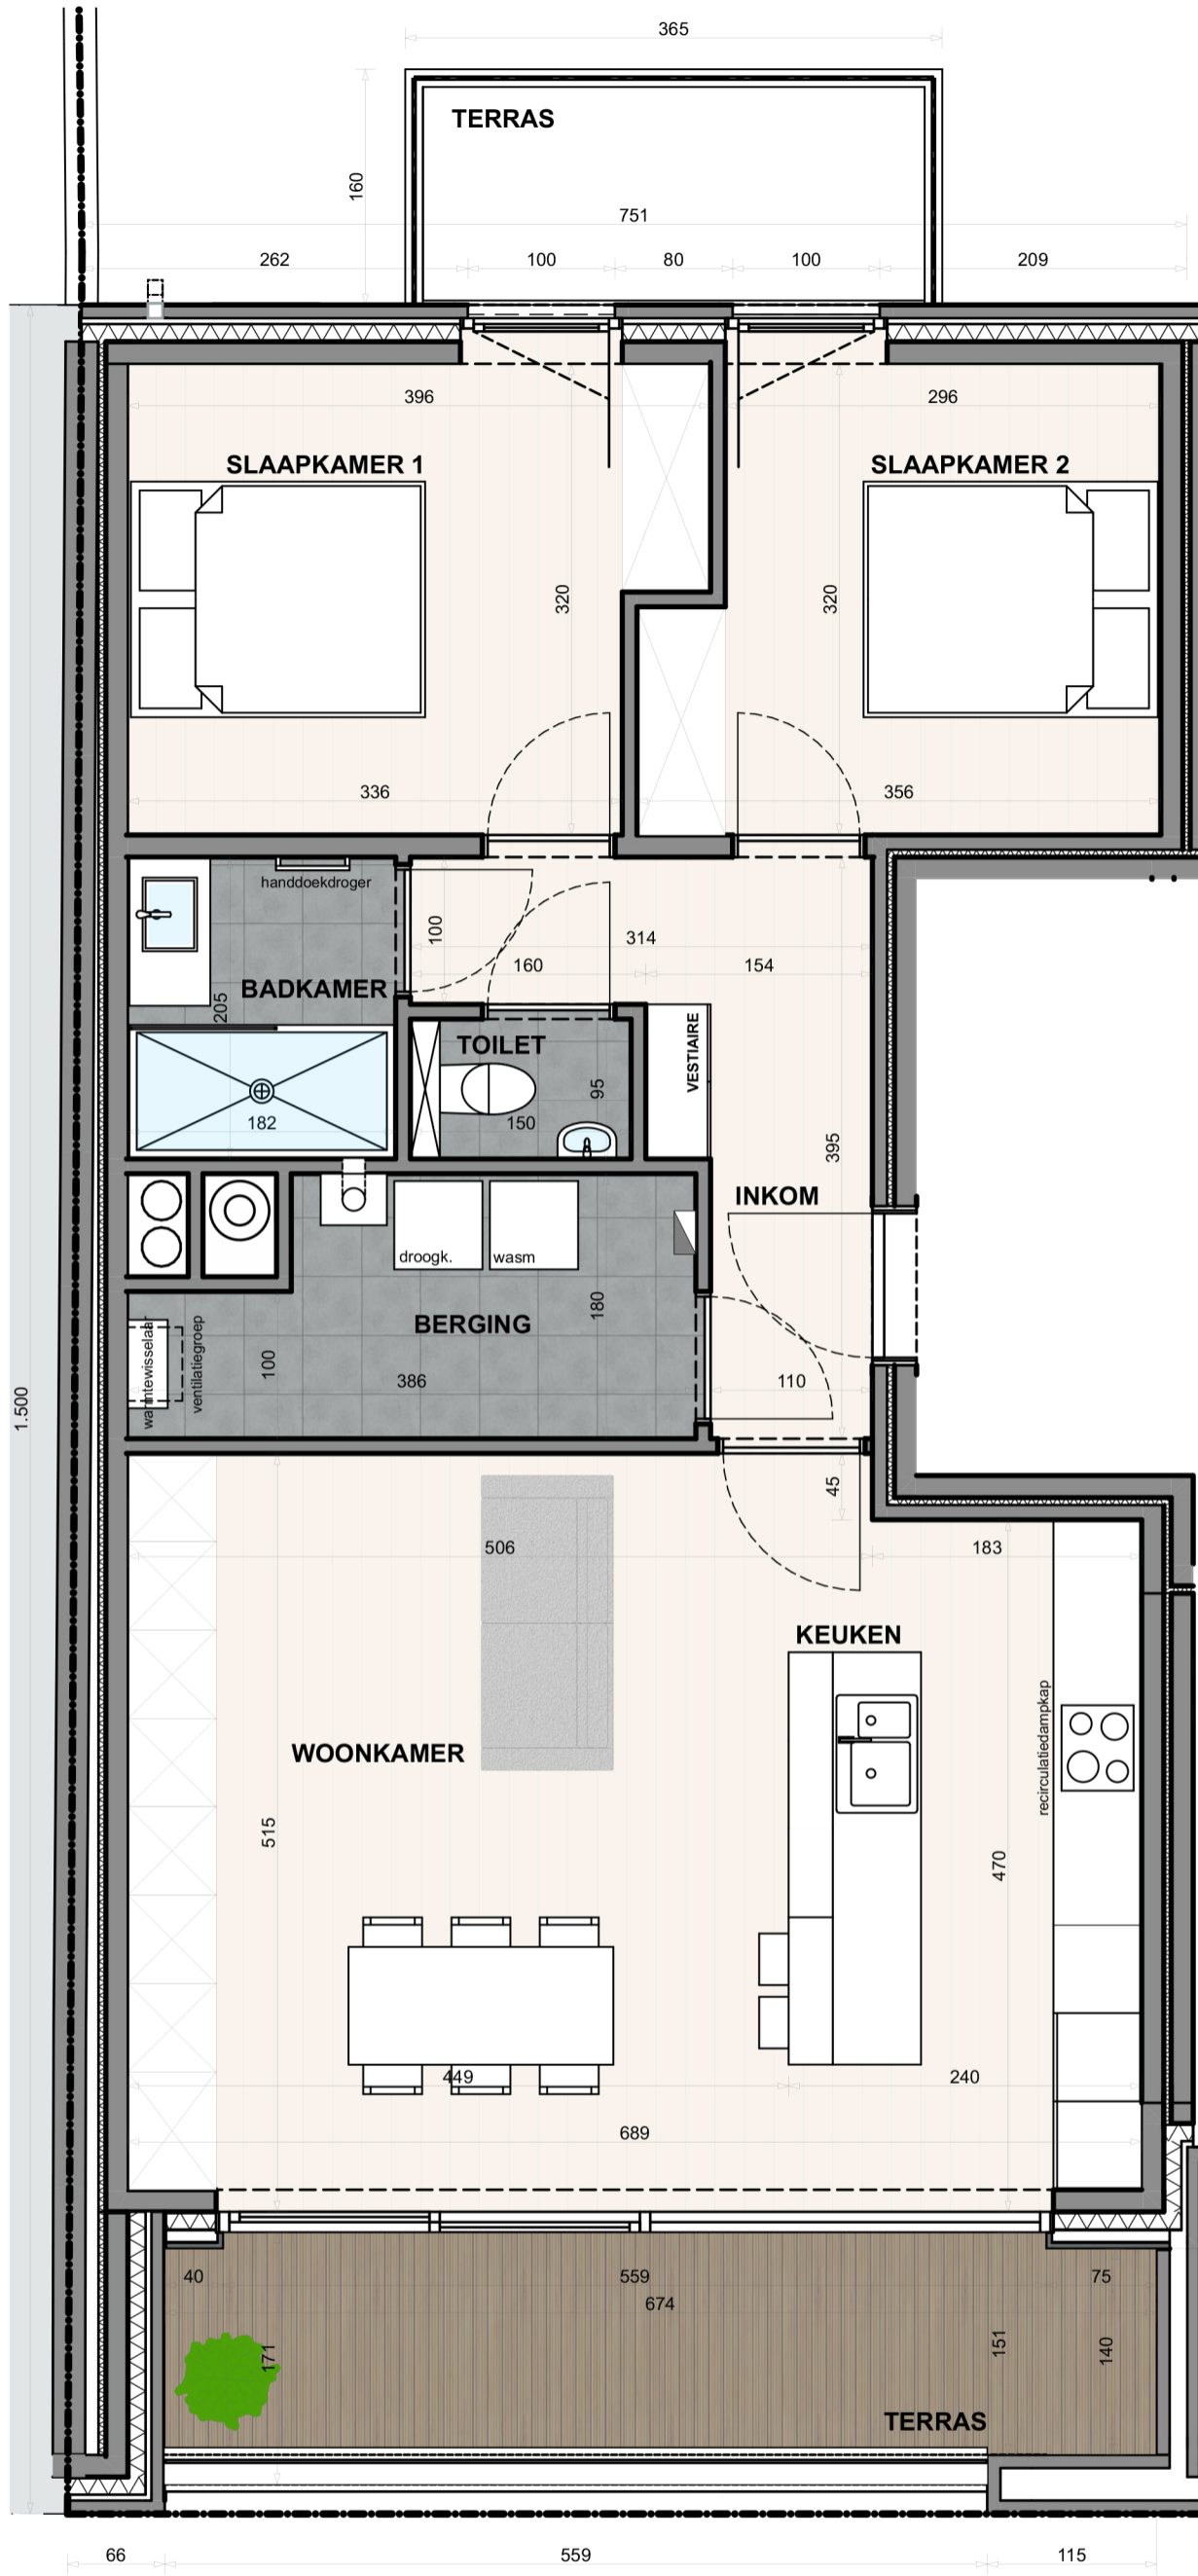 365
TERRAS
160
751
262
100
80
100
209
396
296
SLAAPKAMER 1
SLAAPKAMER 2
320
320
336
356
handdoekdroger
100
314
160
154
BADKAMER
205
TOILET
VESTIAIRE
95
182
150
395
INKOM
droogk.
wasm
180
BERGING
warmtewisselaar
ventilatiegroep
100
386
110
1.500
45
506
183
KEUKEN
recirculatiedampkap
WOONKAMER
515
470
449
240
689
40
559
75
674
171
151
140
TERRAS
66
559
115